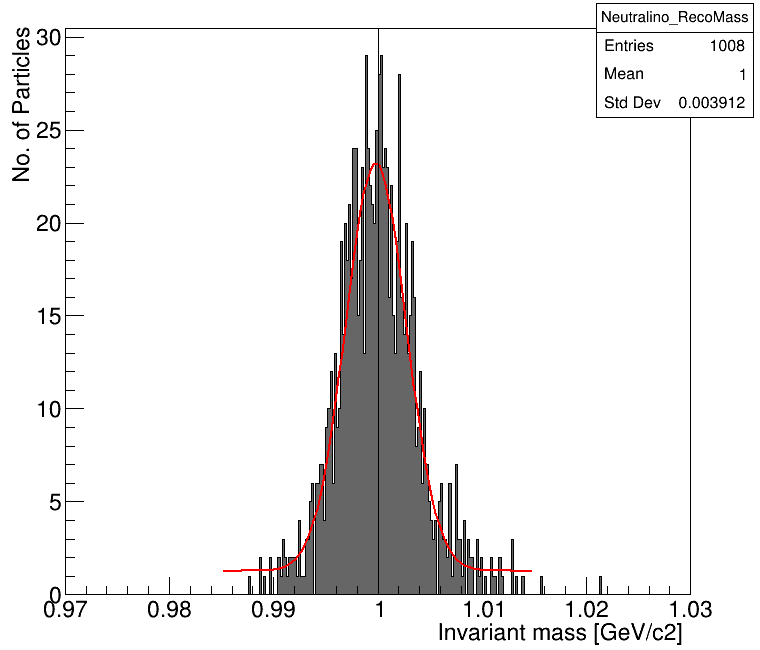 Neutralino_RecoMass
Entries 1008
Mean 1
Std Dev 0.003912
No. of Particles
30
25
20
15
10
5
0
0.97 0.98 0.99 1 1.01 1.02 1.03
Invariant mass [GeV/c2]